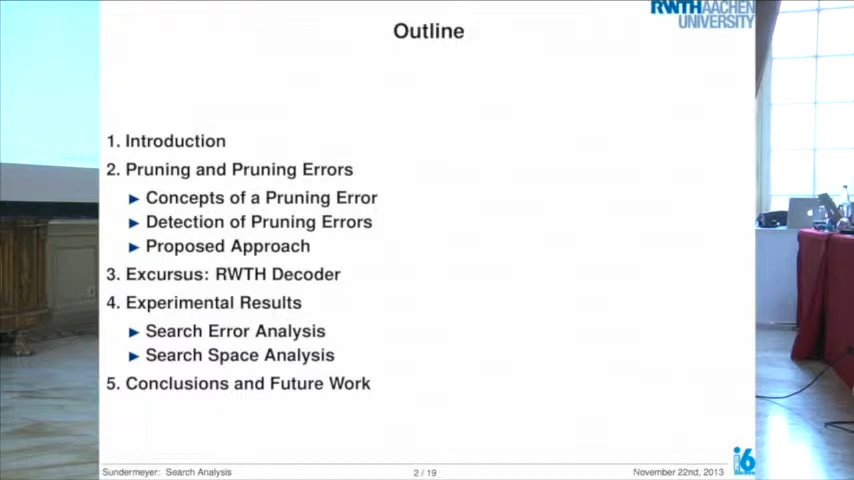 Outline
RWTH AACHEN
UNIVERSITY
1. Introduction
2. Pruning and Pruning Errors
▶ Concepts of a Pruning Error
▶ Detection of Pruning Errors
▶ Proposed Approach
3. Excursus: RWTH Decoder
4. Experimental Results
▶ Search Error Analysis
▶ Search Space Analysis
5. Conclusions and Future Work
Sundermeyer: Search Analysis
2 / 19
November 22nd, 2013
i6